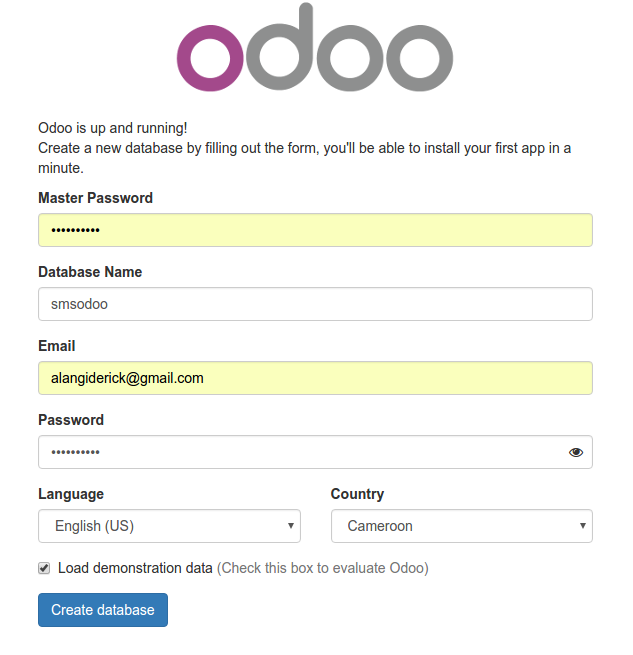 odoo
Odoo is up and running!
Create a new database by filling out the form, you'll be able to install your first app in a
minute.
Master Password
••••••••••
Database Name
smsodoo
Email
alangiderick@gmail.com
Password
••••••••••
Language Country
English (US) Cameroon
Load demonstration data (Check this box to evaluate Odoo)
Create database